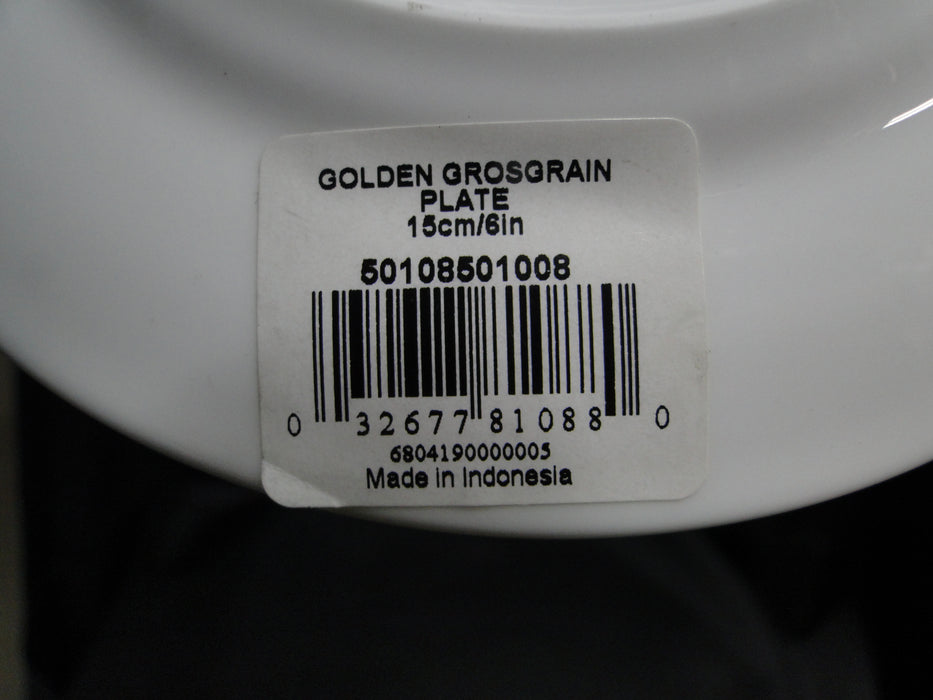 GOLDEN GROSGRAIN
PLATE
15cm/6in
50108501008
0 32677 81088 0
6804190000005
Made in Indonesia